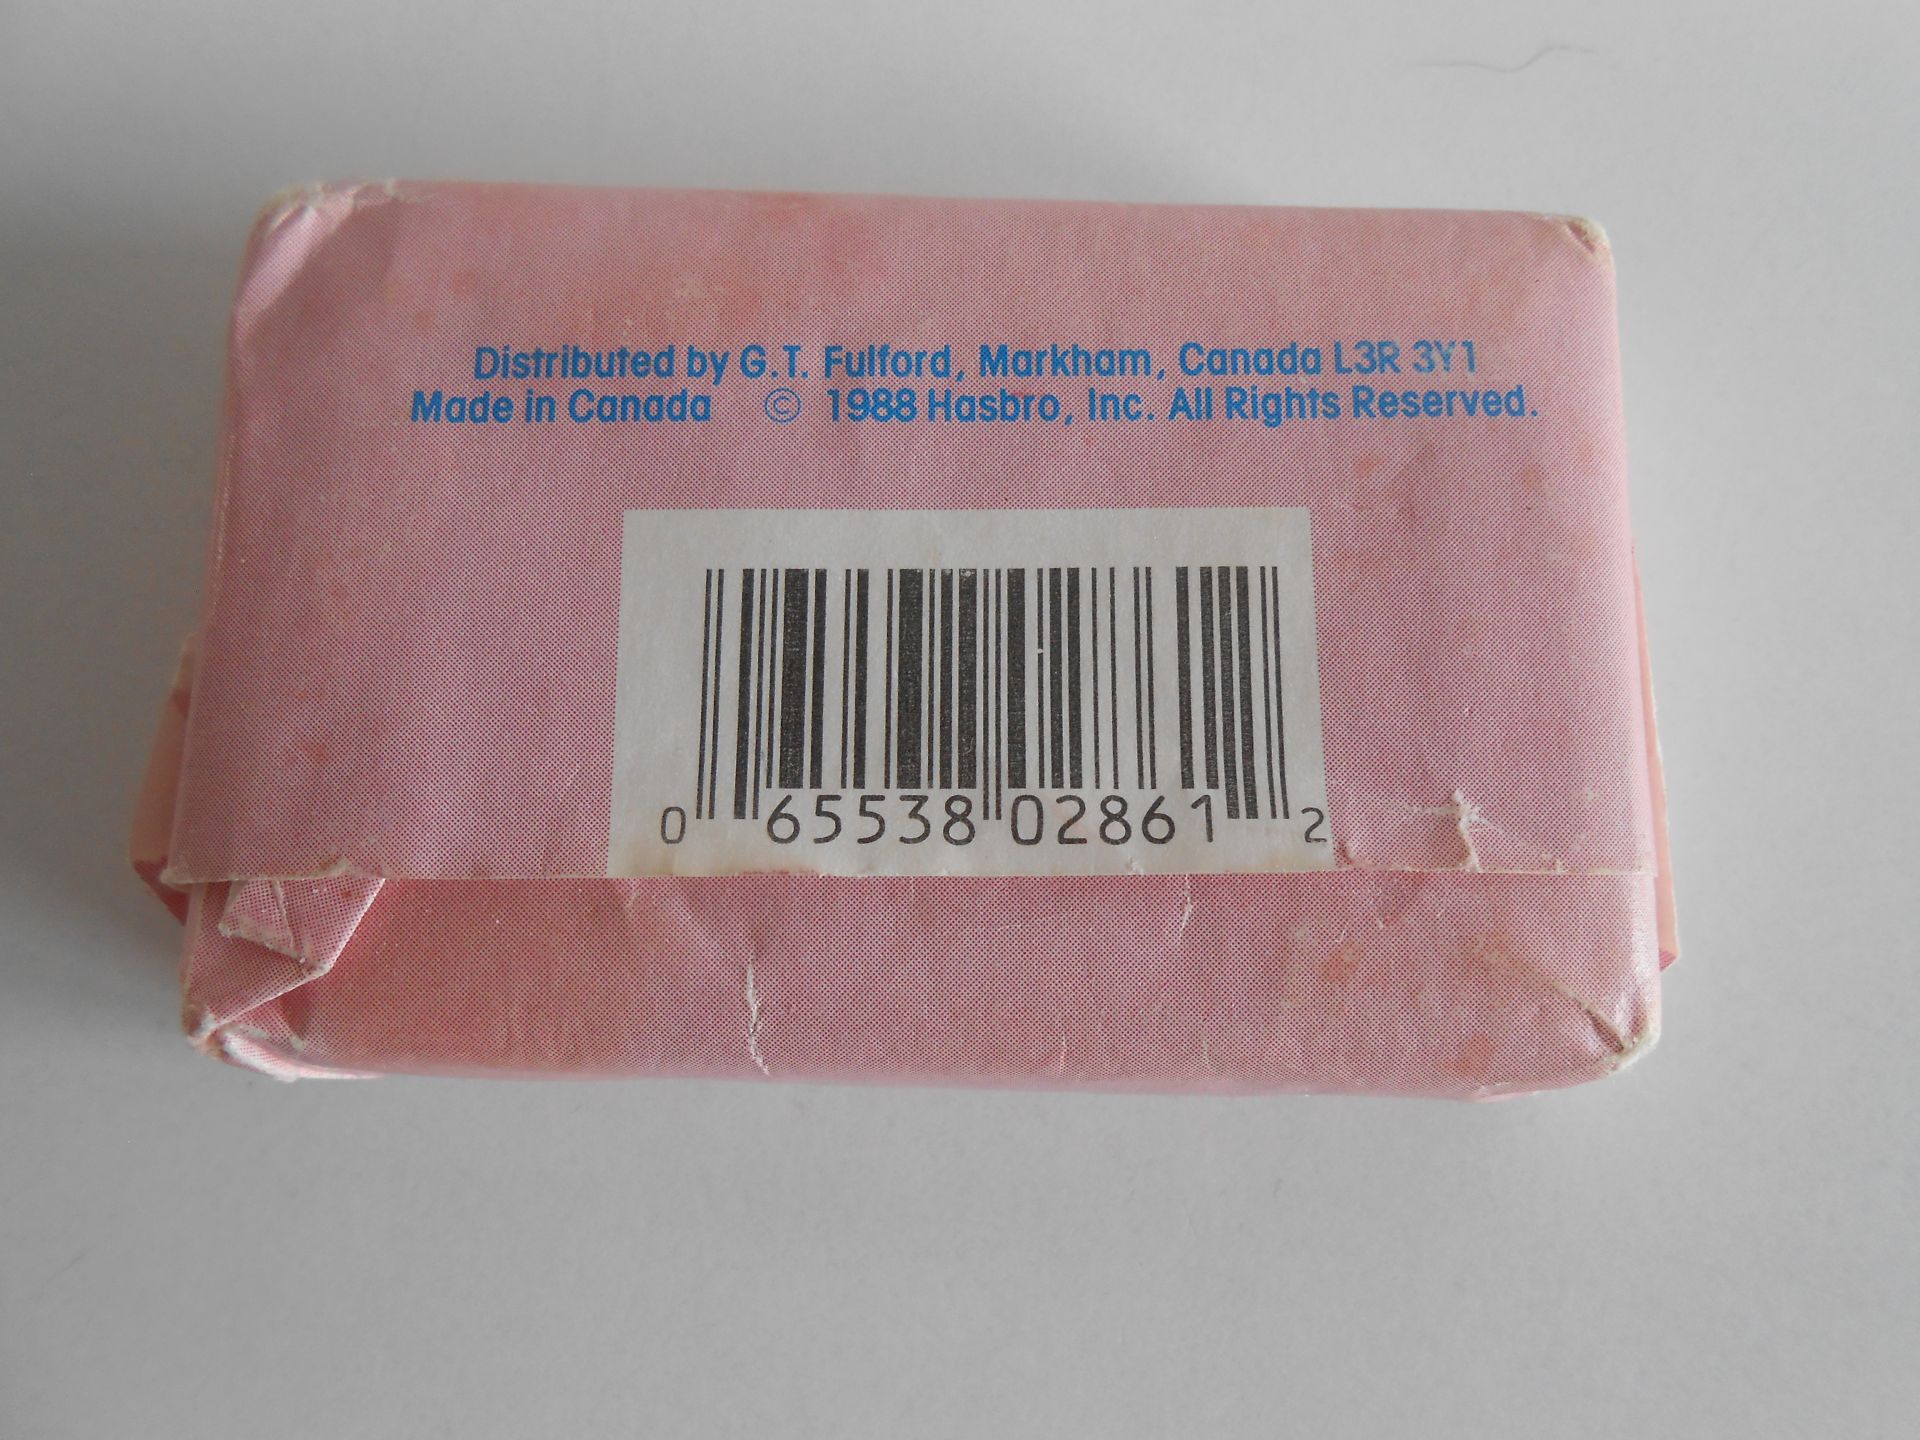 Distributed by G.T. Fulford, Markham, Canada L3R 3Y1
Made in Canada © 1988 Hasbro, Inc. All Rights Reserved.
0 65538 02861 2